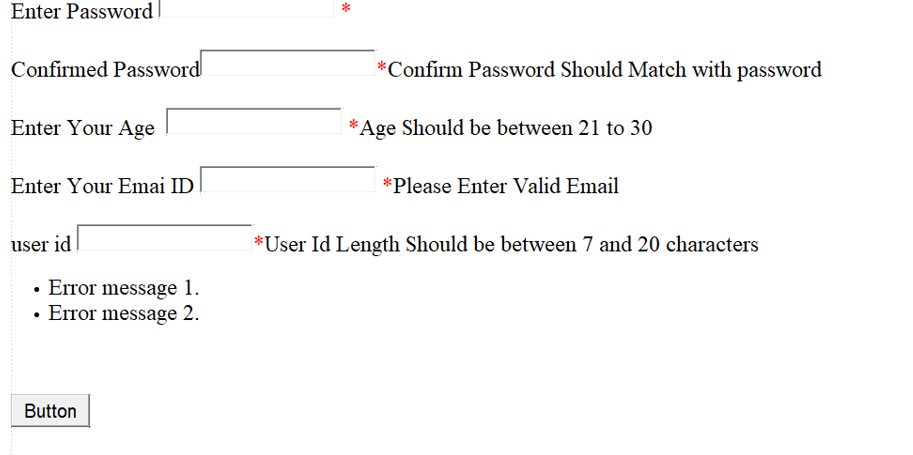 Enter Password *
Confirmed Password *Confirm Password Should Match with password
Enter Your Age *Age Should be between 21 to 30
Enter Your Emai ID *Please Enter Valid Email
user id *User Id Length Should be between 7 and 20 characters
• Error message 1.
• Error message 2.
Button